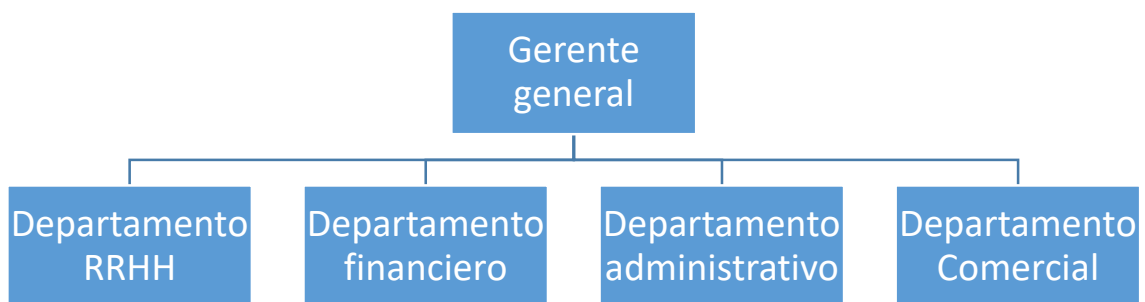 Gerente
general
Departamento
RRHH
Departamento
financiero
Departamento
administrativo
Departamento
Comercial